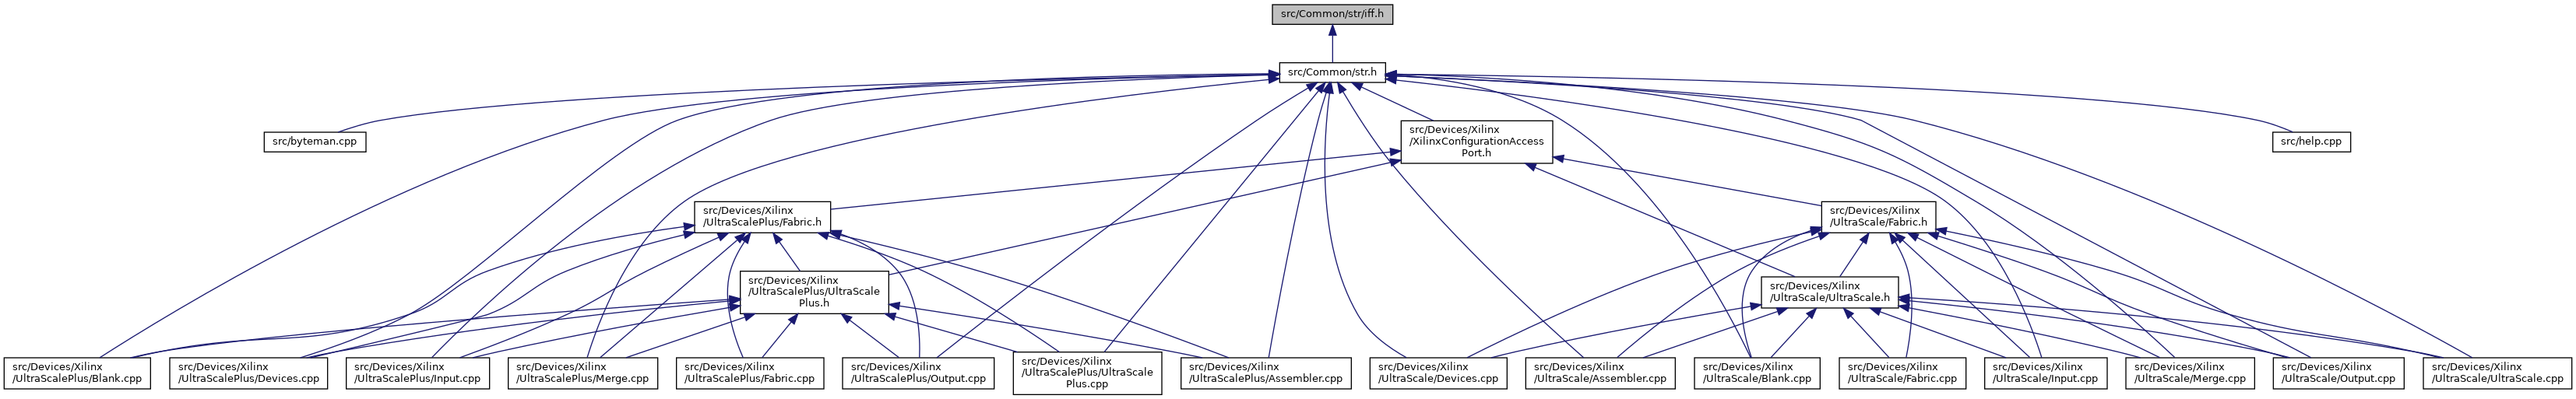 src/Common/str/iff.h
src/Common/str.h
src/byteman.cpp
src/Devices/Xilinx
/XilinxConfigurationAccess
Port.h
src/help.cpp
src/Devices/Xilinx
/UltraScalePlus/Fabric.h
src/Devices/Xilinx
/UltraScale/Fabric.h
src/Devices/Xilinx
/UltraScalePlus/UltraScale
Plus.h
src/Devices/Xilinx
/UltraScale/UltraScale.h
src/Devices/Xilinx
/UltraScalePlus/Blank.cpp
src/Devices/Xilinx
/UltraScalePlus/Devices.cpp
src/Devices/Xilinx
/UltraScalePlus/Input.cpp
src/Devices/Xilinx
/UltraScalePlus/Merge.cpp
src/Devices/Xilinx
/UltraScalePlus/Fabric.cpp
src/Devices/Xilinx
/UltraScalePlus/Output.cpp
src/Devices/Xilinx
/UltraScalePlus/UltraScale
Plus.cpp
src/Devices/Xilinx
/UltraScalePlus/Assembler.cpp
src/Devices/Xilinx
/UltraScale/Devices.cpp
src/Devices/Xilinx
/UltraScale/Assembler.cpp
src/Devices/Xilinx
/UltraScale/Blank.cpp
src/Devices/Xilinx
/UltraScale/Fabric.cpp
src/Devices/Xilinx
/UltraScale/Input.cpp
src/Devices/Xilinx
/UltraScale/Merge.cpp
src/Devices/Xilinx
/UltraScale/Output.cpp
src/Devices/Xilinx
/UltraScale/UltraScale.cpp